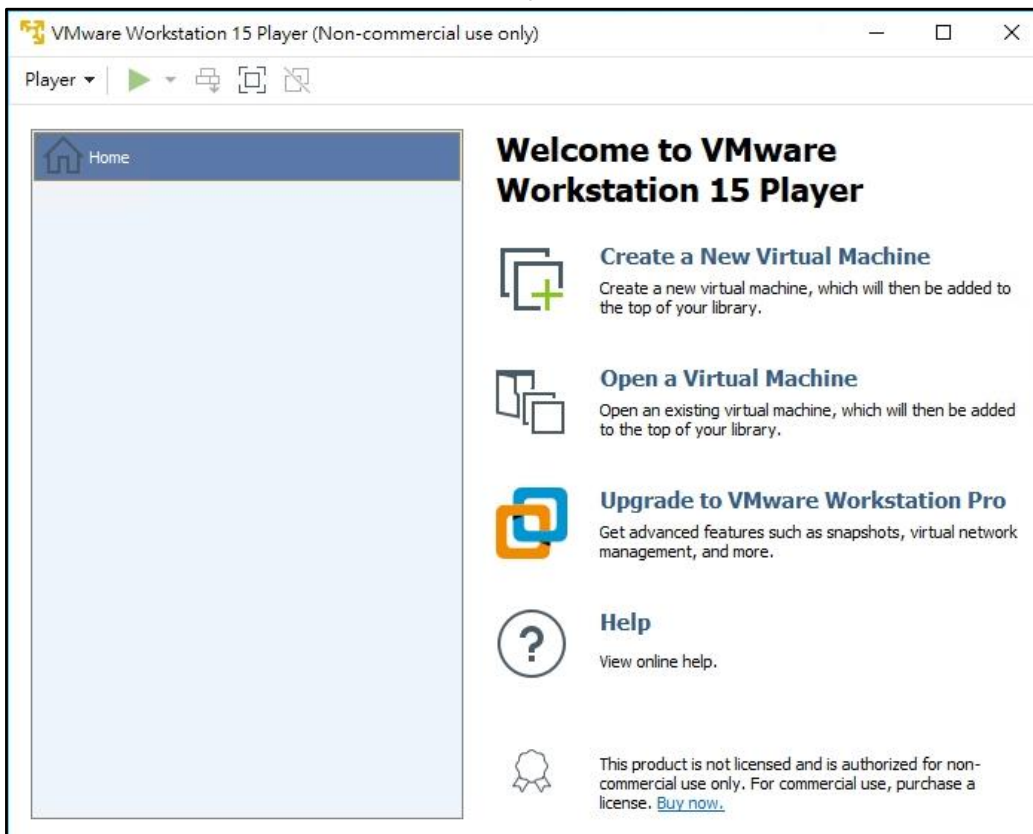 VMware Workstation 15 Player (Non-commercial use only)
Player
Home
Welcome to VMware
Workstation 15 Player
Create a New Virtual Machine
Create a new virtual machine, which will then be added to
the top of your library.
Open a Virtual Machine
Open an existing virtual machine, which will then be added
to the top of your library.
Upgrade to VMware Workstation Pro
Get advanced features such as snapshots, virtual network
management, and more.
Help
View online help.
This product is not licensed and is authorized for non-
commercial use only. For commercial use, purchase a
license. Buy now.